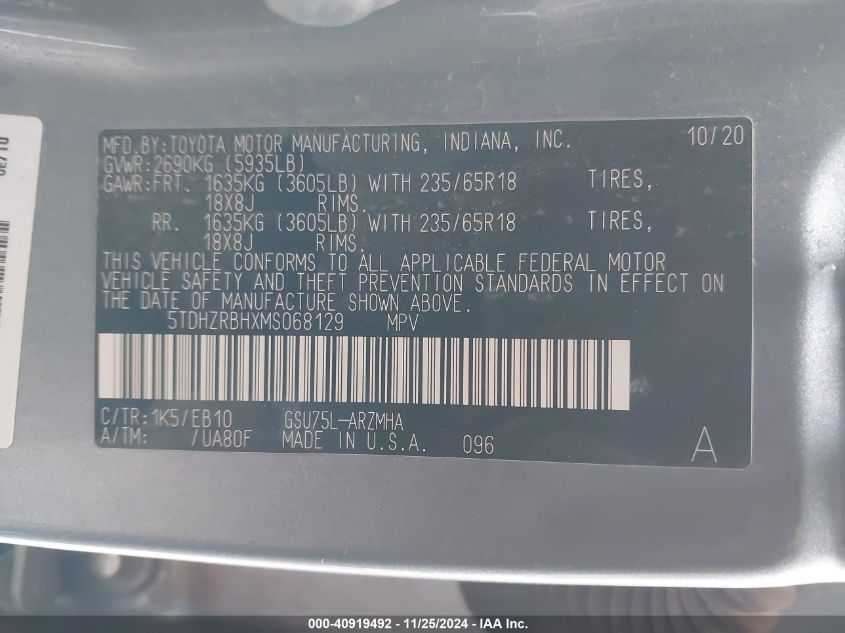 MFD.BY:TOYOTA MOTOR MANUFACTURING, INDIANA, INC. 10/20
GVWR:2690KG (5935LB)
GAWR:FRT. 1635KG (3605LB) WITH 235/65R18 TIRES,
18X8J RIMS.
RR. 1635KG (3605LB) WITH 235/65R18 TIRES,
18X8J RIMS.
THIS VEHICLE CONFORMS TO ALL APPLICABLE FEDERAL MOTOR
VEHICLE SAFETY AND THEFT PREVENTION STANDARDS IN EFFECT ON
THE DATE OF MANUFACTURE SHOWN ABOVE.
5TDHZRBHXMS068129 MPV
C/TR:1K5/EB10 GSU75L-ARZMHA
A/TM: /UA80F MADE IN U.S.A. 096 A
000-40919492 - 11/25/2024 - IAA Inc.